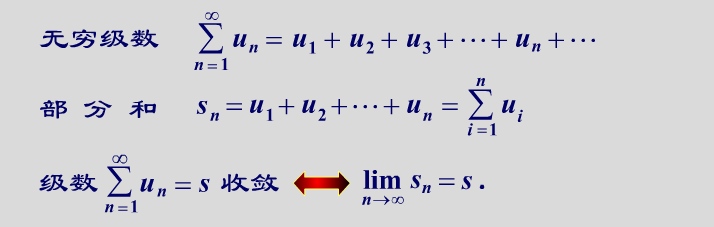 无穷级数 $\sum_{n=1}^{\infty} u_n = u_1 + u_2 + u_3 + \cdots + u_n + \cdots$
部分和 $s_n = u_1 + u_2 + \cdots + u_n = \sum_{i=1}^{n} u_i$
级数 $\sum_{n=1}^{\infty} u_n = s$ 收敛 ⟺ $\lim_{n \to \infty} s_n = s$ .